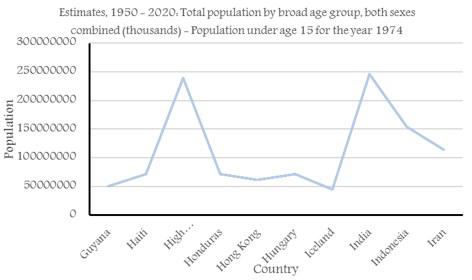 Estimates, 1950 - 2020: Total population by broad age group, both sexes
combined (thousands) - Population under age 15 for the year 1974
300000000
250000000
200000000
150000000
100000000
50000000
0
Population
Guyana
Haiti
High...
Honduras
Hong Kong
Hungary
Iceland
India
Indonesia
Iran
Country